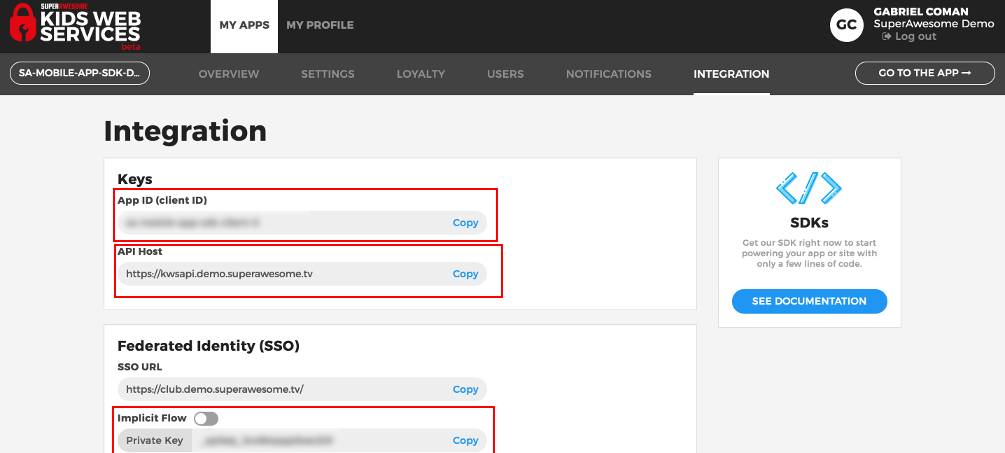 SUPERAWESOME
KIDS WEB
SERVICES
beta
MY APPS
MY PROFILE
GC
GABRIEL COMAN
SuperAwesome Demo
Log out
SA-MOBILE-APP-SDK-D...
OVERVIEW
SETTINGS
LOYALTY
USERS
NOTIFICATIONS
INTEGRATION
GO TO THE APP →
Integration
Keys
App ID (client ID)
Copy
API Host
https://kwsapi.demo.superawesome.tv
Copy
SDKs
Get our SDK right now to start
powering your app or site with
only a few lines of code.
SEE DOCUMENTATION
Federated Identity (SSO)
SSO URL
https://club.demo.superawesome.tv/
Copy
Implicit Flow
Private Key
Copy